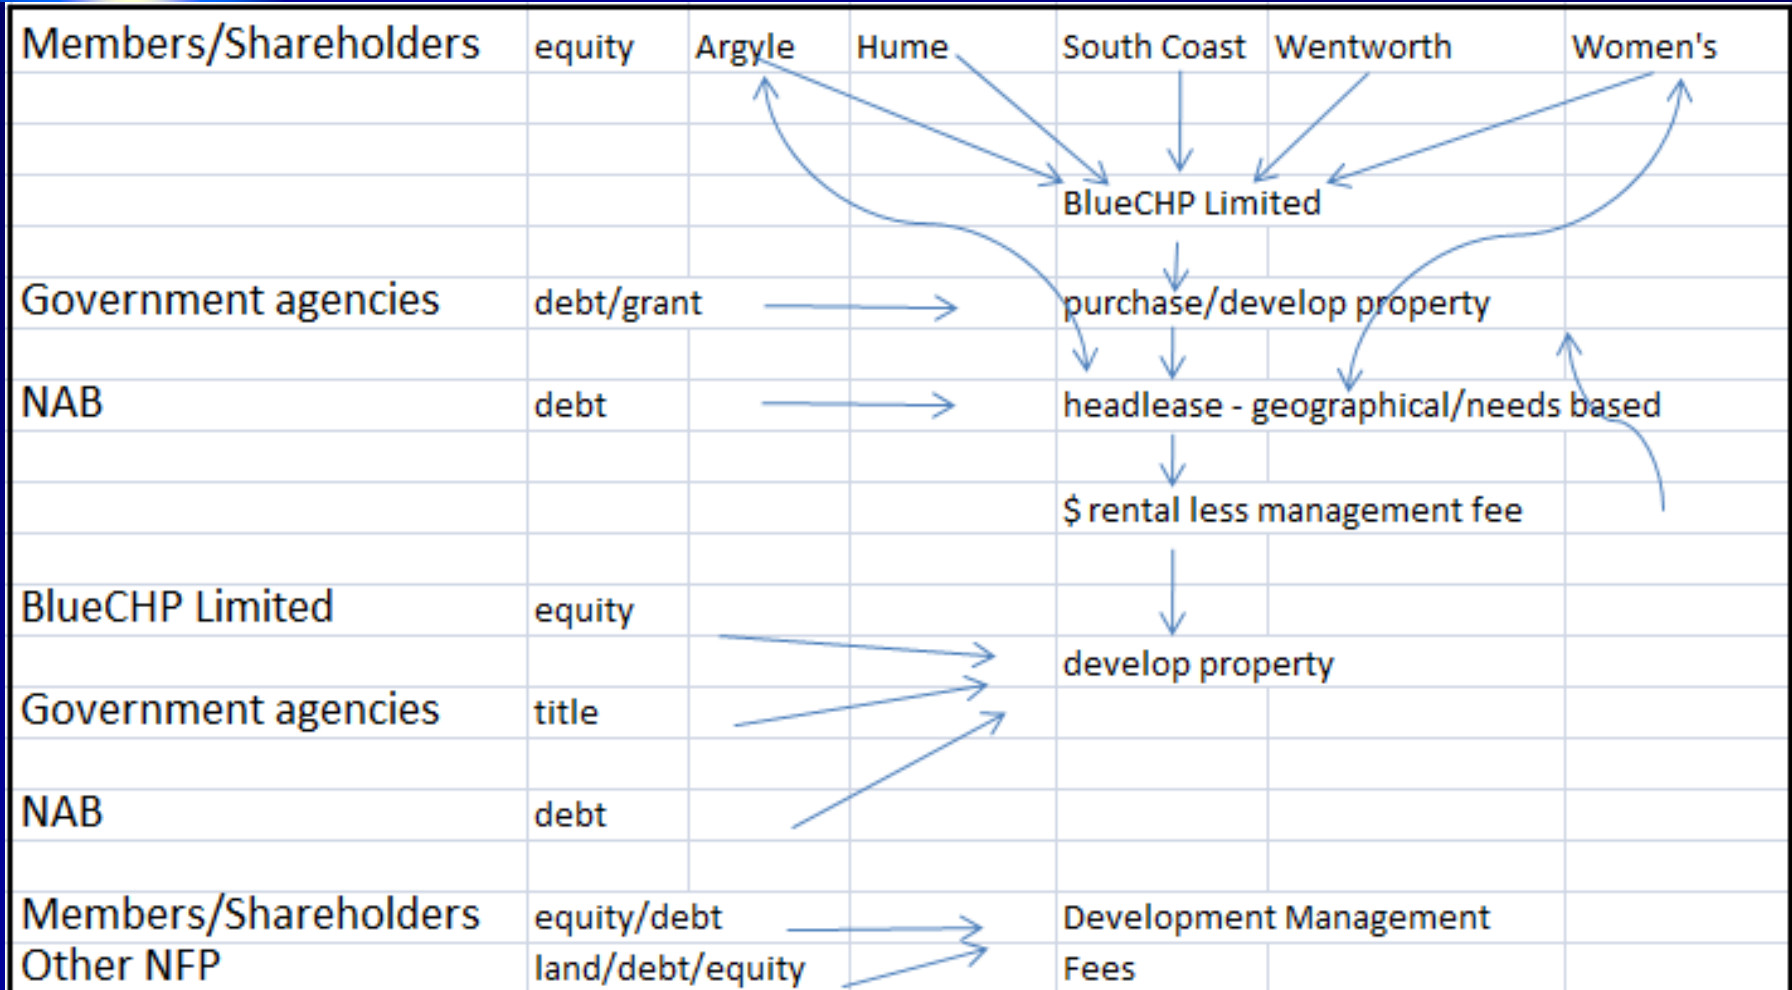 Members/Shareholders equity Argyle Hume South Coast Wentworth Women's
BlueCHP Limited
Government agencies debt/grant purchase/develop property
NAB debt headlease - geographical/needs based
$ rental less management fee
BlueCHP Limited equity
develop property
Government agencies title
NAB debt
Members/Shareholders equity/debt Development Management
Other NFP land/debt/equity Fees